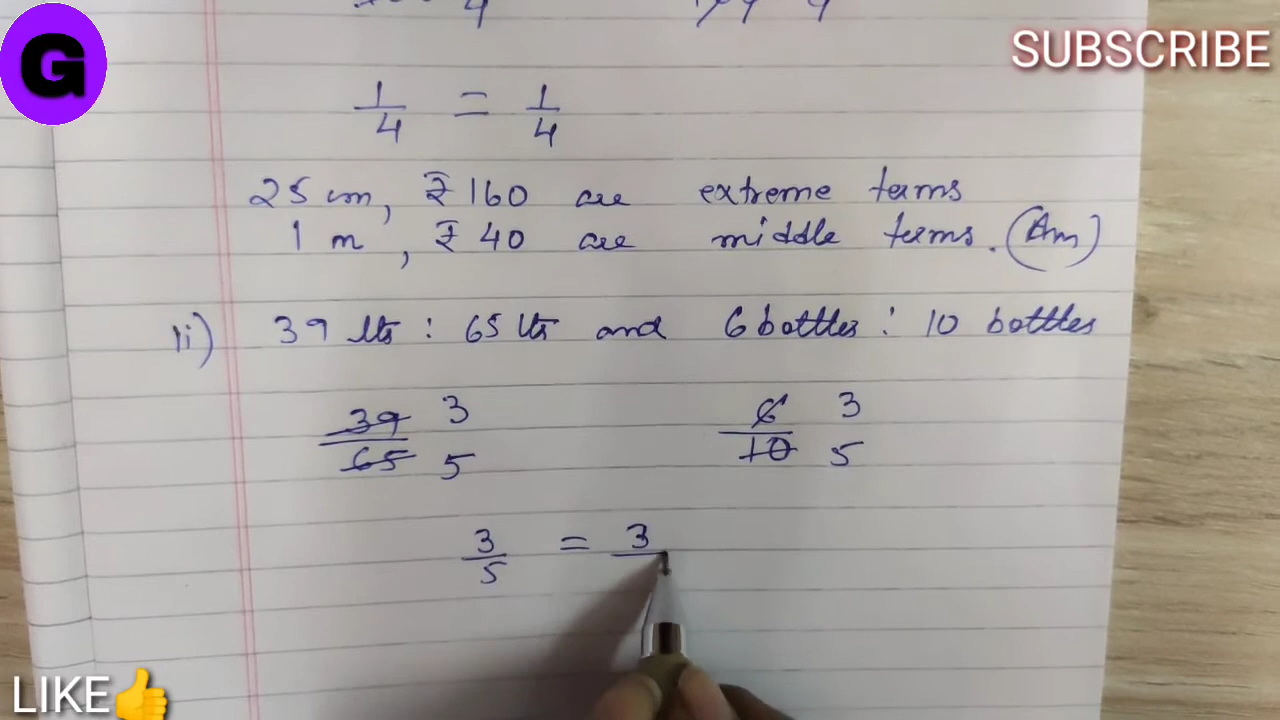 G
SUBSCRIBE
1/4 = 1/4
25 cm, ₹ 160 are extreme terms
1 m, ₹ 40 are middle terms. (Ans)
ii) 39 lts : 65 lts and 6 bottles : 10 bottles
39/65 3/5 6/10 3/5
3/5 = 3
LIKE👍